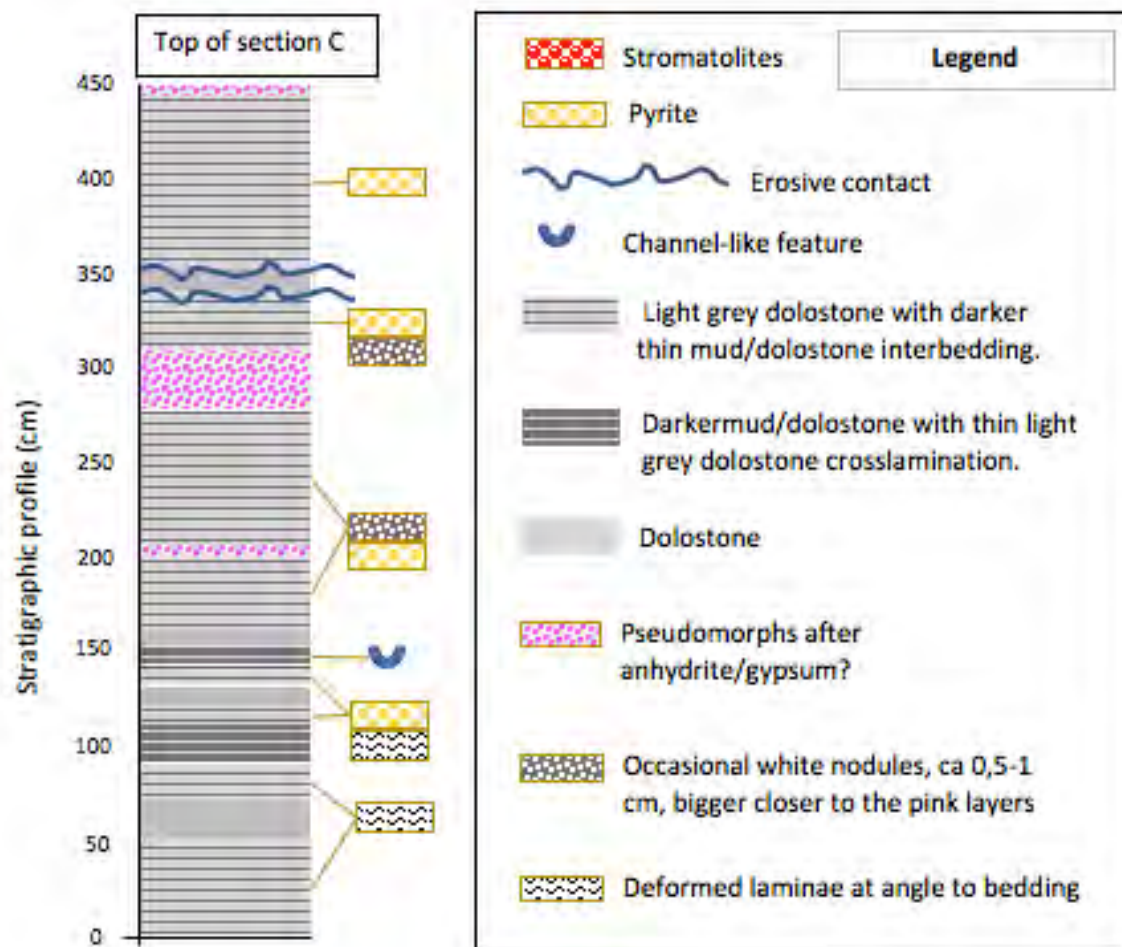 Top of section C
450
400
350
300
250
200
150
100
50
0
Stratigraphic profile (cm)
Legend
Stromatolites
Pyrite
Erosive contact
Channel-like feature
Light grey dolostone with darker
thin mud/dolostone interbedding.
Darkermud/dolostone with thin light
grey dolostone crosslamination.
Dolostone
Pseudomorphs after
anhydrite/gypsum?
Occasional white nodules, ca 0,5-1
cm, bigger closer to the pink layers
Deformed laminae at angle to bedding